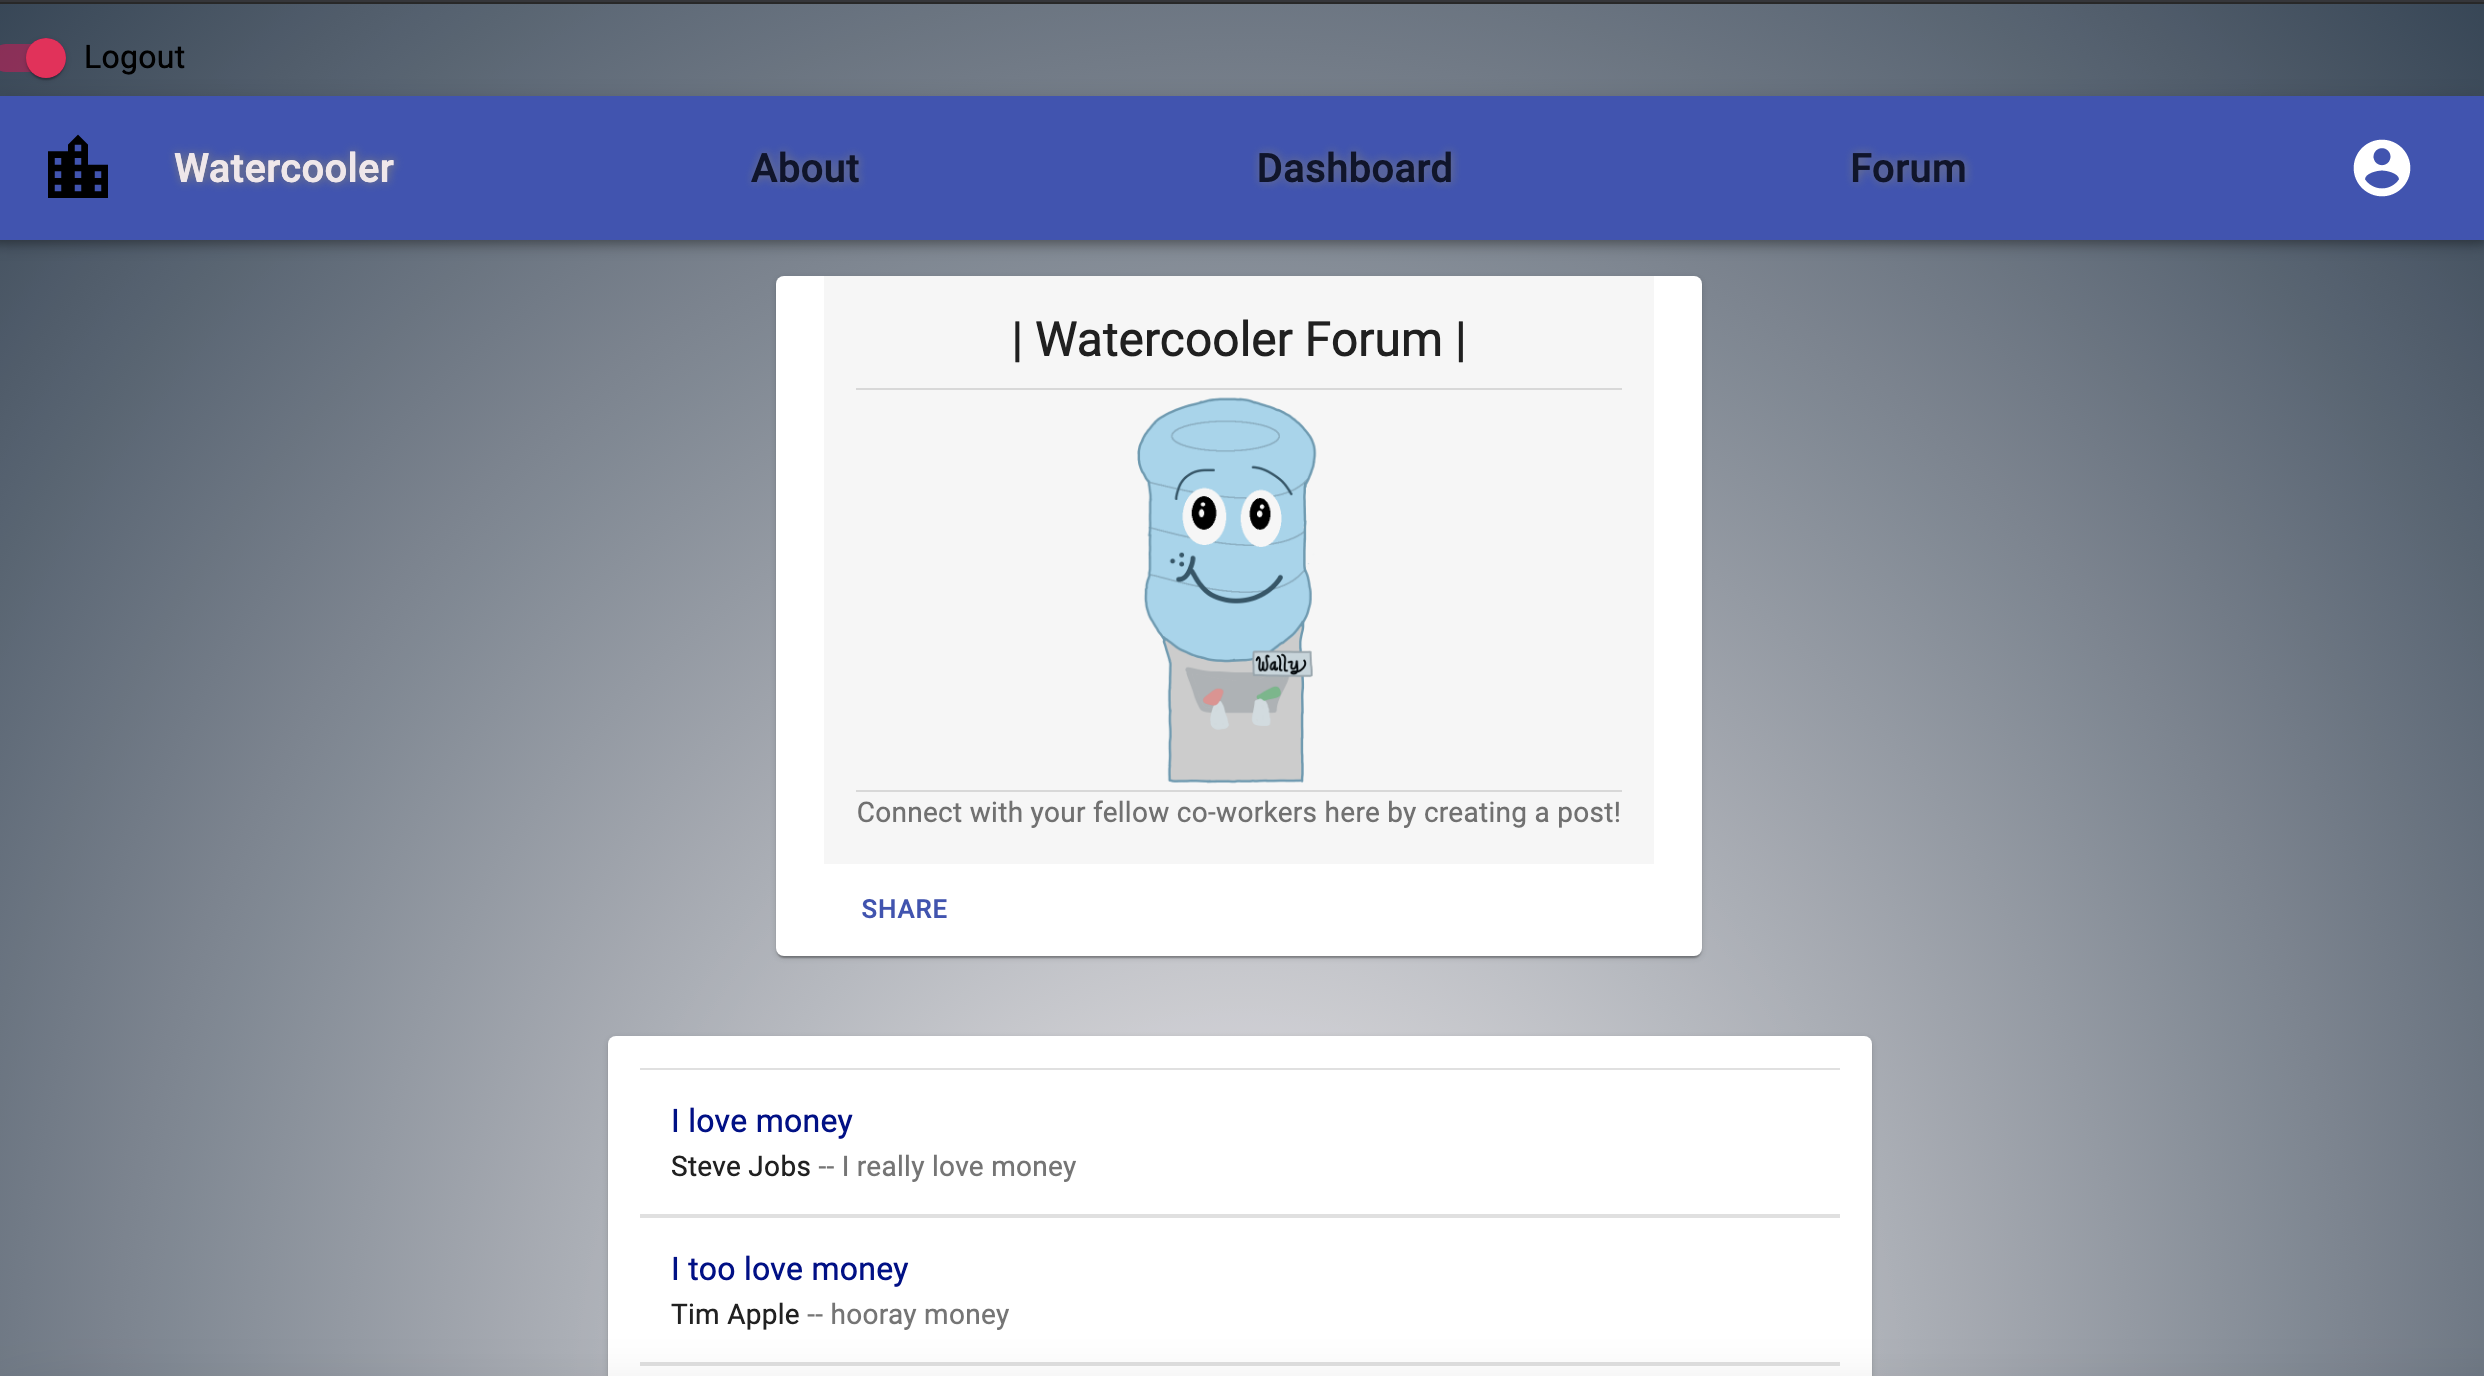 Logout
Watercooler About Dashboard Forum
| Watercooler Forum |
Wally
Connect with your fellow co-workers here by creating a post!
SHARE
I love money
Steve Jobs -- I really love money
I too love money
Tim Apple -- hooray money